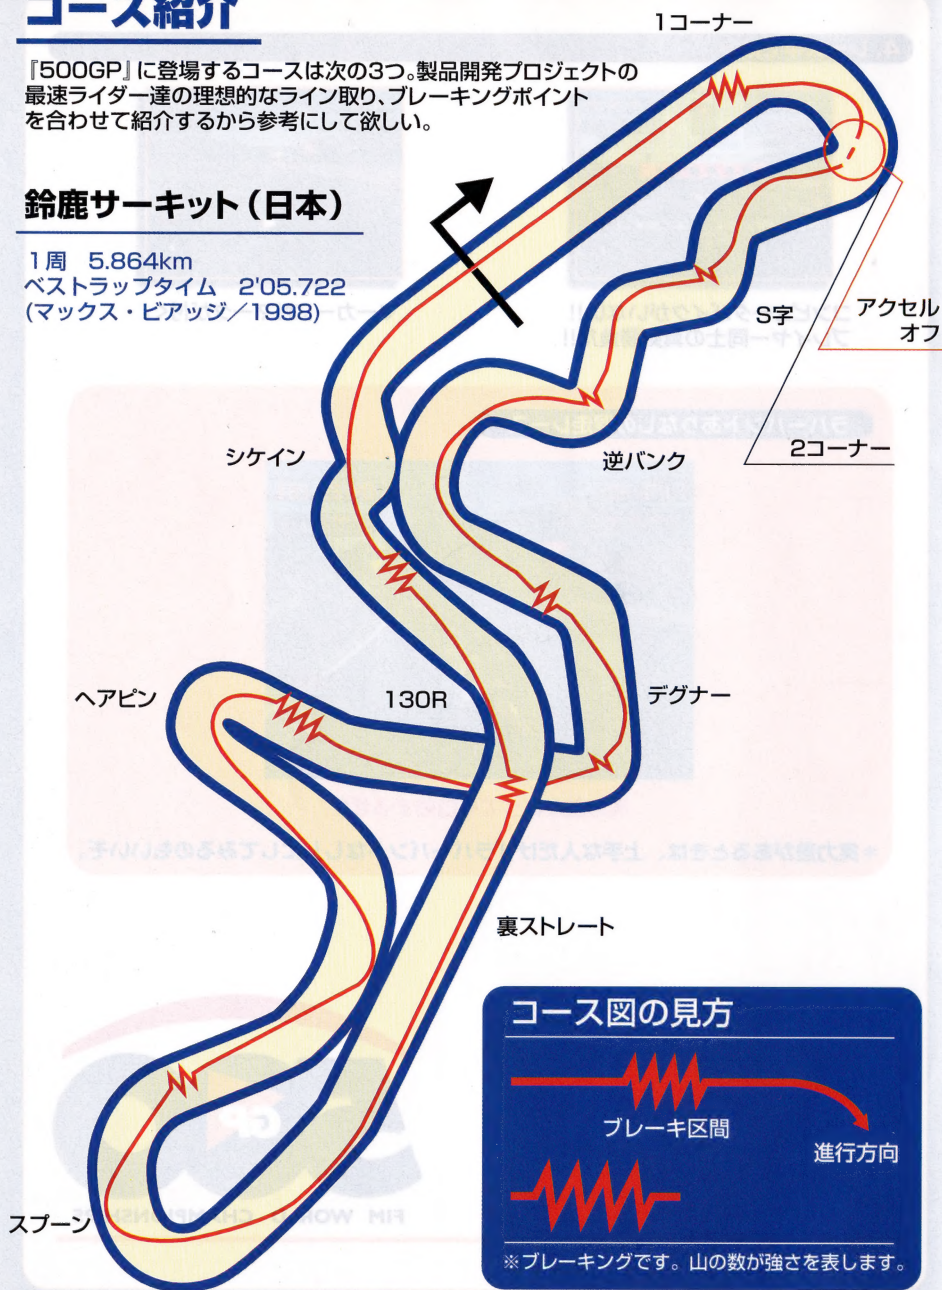 コース紹介
『500GP』に登場するコースは次の3つ。製品開発プロジェクトの
最速ライダー達の理想的なライン取り、ブレーキングポイント
を合わせて紹介するから参考にして欲しい。
鈴鹿サーキット(日本)
1周 5.864km
ベストラップタイム 2'05.722
(マックス・ビアッジ/1998)
1コーナー
S字
アクセル
オフ
2コーナー
逆バンク
シケイン
デグナー
130R
ヘアピン
裏ストレート
スプーン
コース図の見方
ブレーキ区間
進行方向
※ブレーキングです。山の数が強さを表します。